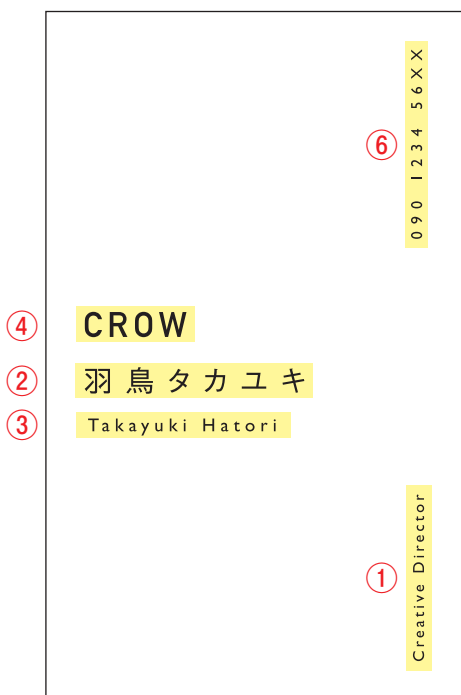 ⑥ 090 1234 56XX
④ CROW
② 羽鳥タカユキ
③ Takayuki Hatori
① Creative Director